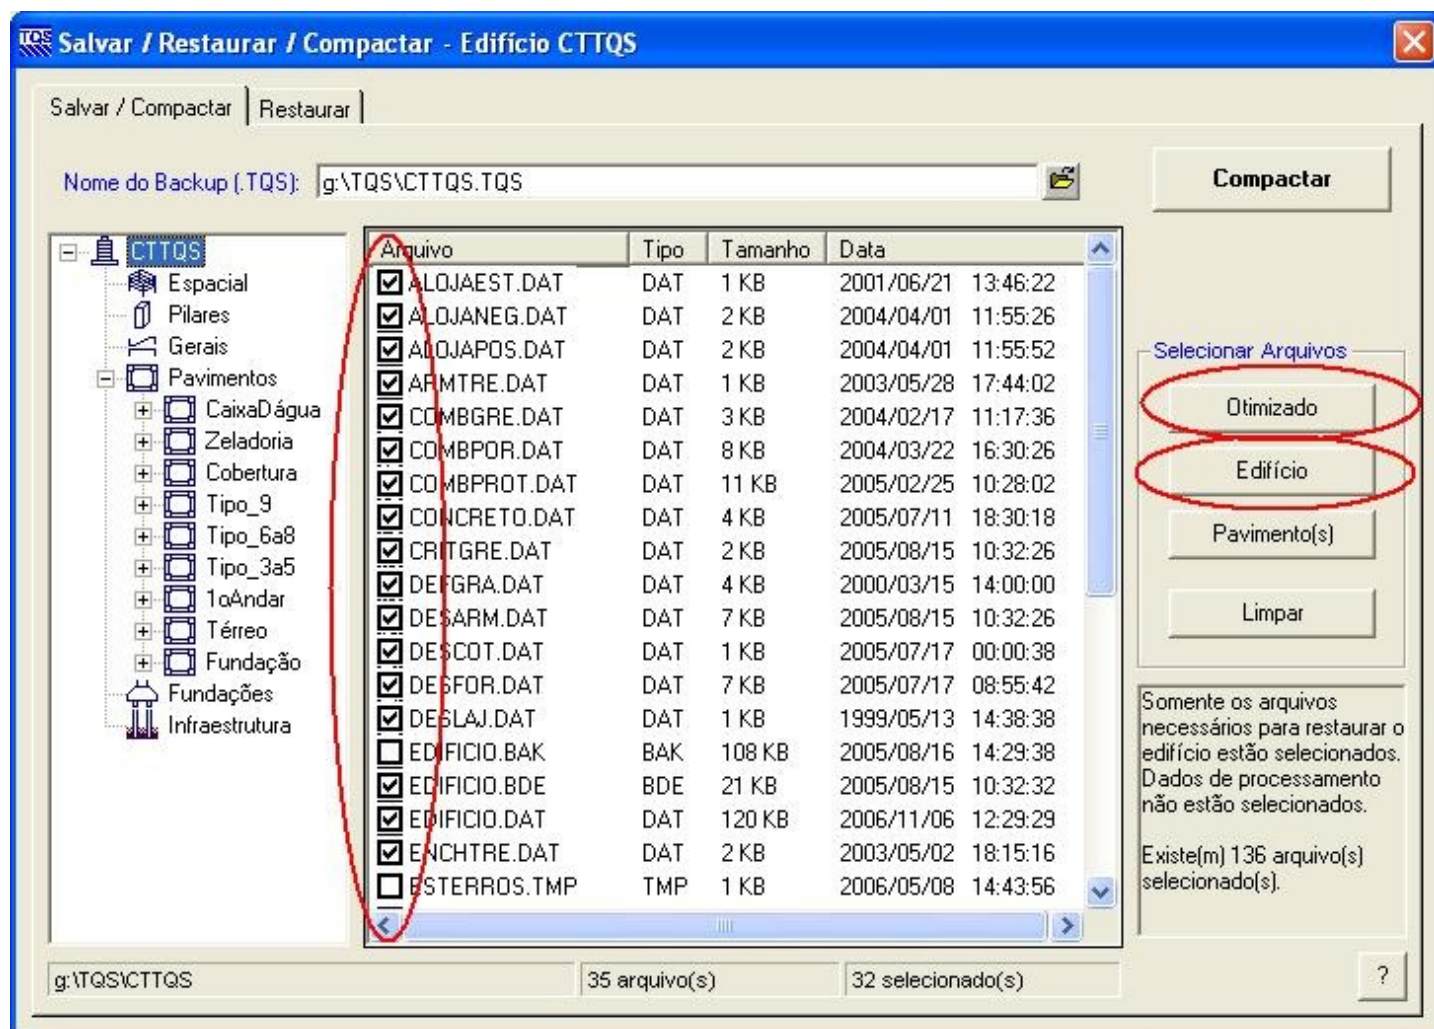 TQS Salvar / Restaurar / Compactar - Edifício CTTQS
Salvar / Compactar Restaurar
Nome do Backup (.TQS): g:\TQS\CTTQS.TQS
Compactar
CTTQS
Espacial
Pilares
Gerais
Pavimentos
CaixaDágua
Zeladoria
Cobertura
Tipo_9
Tipo_6a8
Tipo_3a5
1oAndar
Térreo
Fundação
Fundações
Infraestrutura
Arquivo Tipo Tamanho Data
ALOJAEST.DAT DAT 1 KB 2001/06/21 13:46:22
ALOJANEG.DAT DAT 2 KB 2004/04/01 11:55:26
ALOJAPOS.DAT DAT 2 KB 2004/04/01 11:55:52
ARMTRE.DAT DAT 1 KB 2003/05/28 17:44:02
COMBGRE.DAT DAT 3 KB 2004/02/17 11:17:36
COMBPOR.DAT DAT 8 KB 2004/03/22 16:30:26
COMBPROT.DAT DAT 11 KB 2005/02/25 10:28:02
CONCRETO.DAT DAT 4 KB 2005/07/11 18:30:18
CRITGRE.DAT DAT 2 KB 2005/08/15 10:32:26
DEFGRA.DAT DAT 4 KB 2000/03/15 14:00:00
DESARM.DAT DAT 7 KB 2005/08/15 10:32:26
DESCOT.DAT DAT 1 KB 2005/07/17 00:00:38
DESFOR.DAT DAT 7 KB 2005/07/17 08:55:42
DESLAJ.DAT DAT 1 KB 1999/05/13 14:38:38
EDIFICIO.BAK BAK 108 KB 2005/08/16 14:29:38
EDIFICIO.BDE BDE 21 KB 2005/08/15 10:32:32
EDIFICIO.DAT DAT 120 KB 2006/11/06 12:29:29
ENCHTRE.DAT DAT 2 KB 2003/05/02 18:15:16
ESTERROS.TMP TMP 1 KB 2006/05/08 14:43:56
Selecionar Arquivos
Otimizado
Edifício
Pavimento(s)
Limpar
Somente os arquivos
necessários para restaurar o
edifício estão selecionados.
Dados de processamento
não estão selecionados.
Existe(m) 136 arquivo(s)
selecionado(s).
g:\TQS\CTTQS 35 arquivo(s) 32 selecionado(s) ?